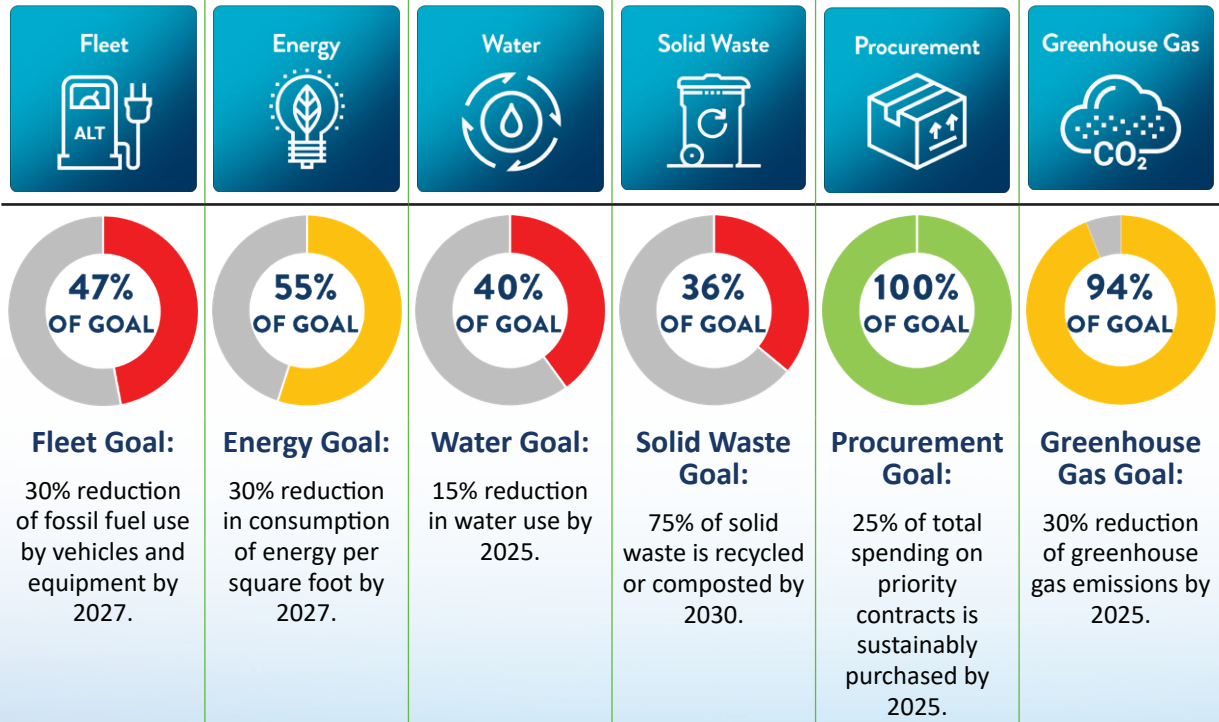 Fleet
ALT
Energy
Water
Solid Waste
Procurement
Greenhouse Gas
CO₂
47%
OF GOAL
55%
OF GOAL
40%
OF GOAL
36%
OF GOAL
100%
OF GOAL
94%
OF GOAL
Fleet Goal:
30% reduction
of fossil fuel use
by vehicles and
equipment by
2027.
Energy Goal:
30% reduction
in consumption
of energy per
square foot by
2027.
Water Goal:
15% reduction
in water use by
2025.
Solid Waste
Goal:
75% of solid
waste is recycled
or composted by
2030.
Procurement
Goal:
25% of total
spending on
priority
contracts is
sustainably
purchased by
2025.
Greenhouse
Gas Goal:
30% reduction
of greenhouse
gas emissions by
2025.